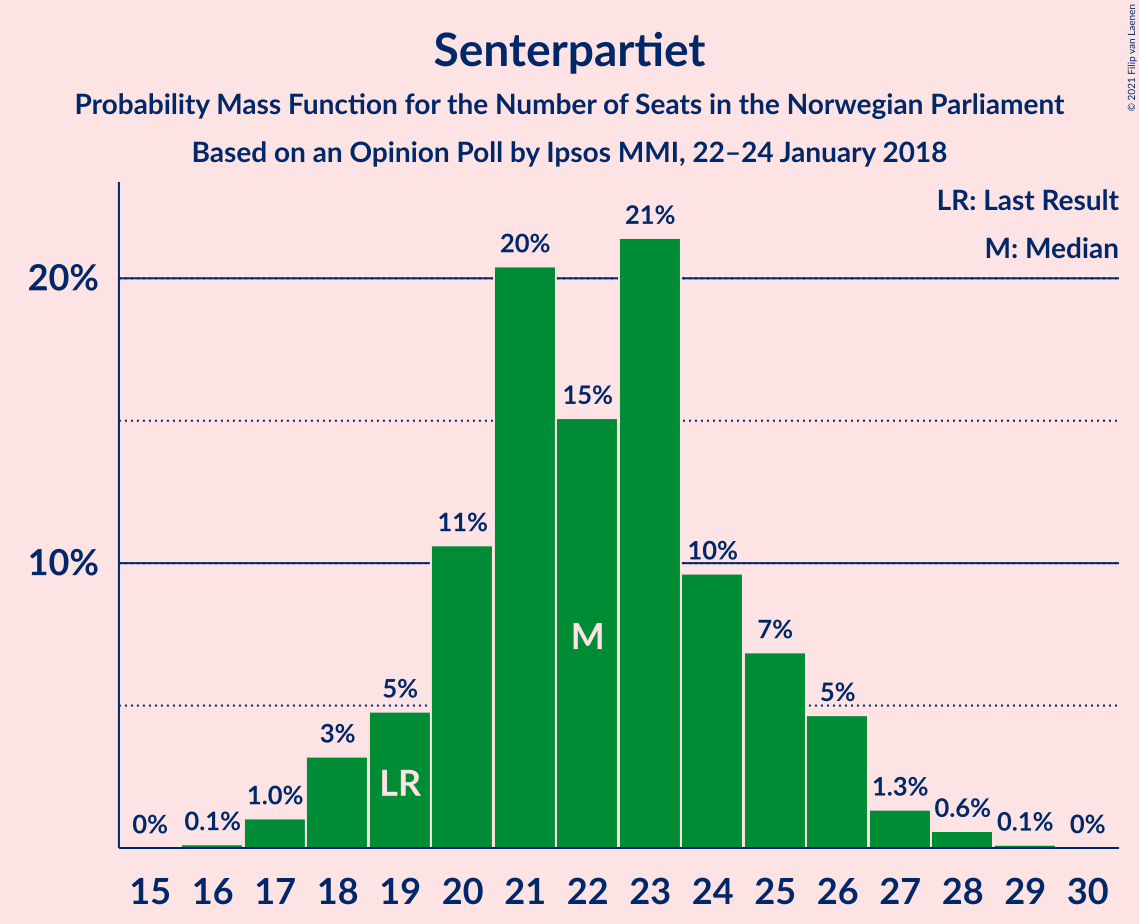 Senterpartiet
Probability Mass Function for the Number of Seats in the Norwegian Parliament
Based on an Opinion Poll by Ipsos MMI, 22–24 January 2018
© 2021 Filip van Laenen
LR: Last Result
M: Median
20%
10%
0%
0.1%
1.0%
3%
5%
11%
20%
15%
21%
10%
7%
5%
1.3%
0.6%
0.1%
0%
LR
M
15 16 17 18 19 20 21 22 23 24 25 26 27 28 29 30